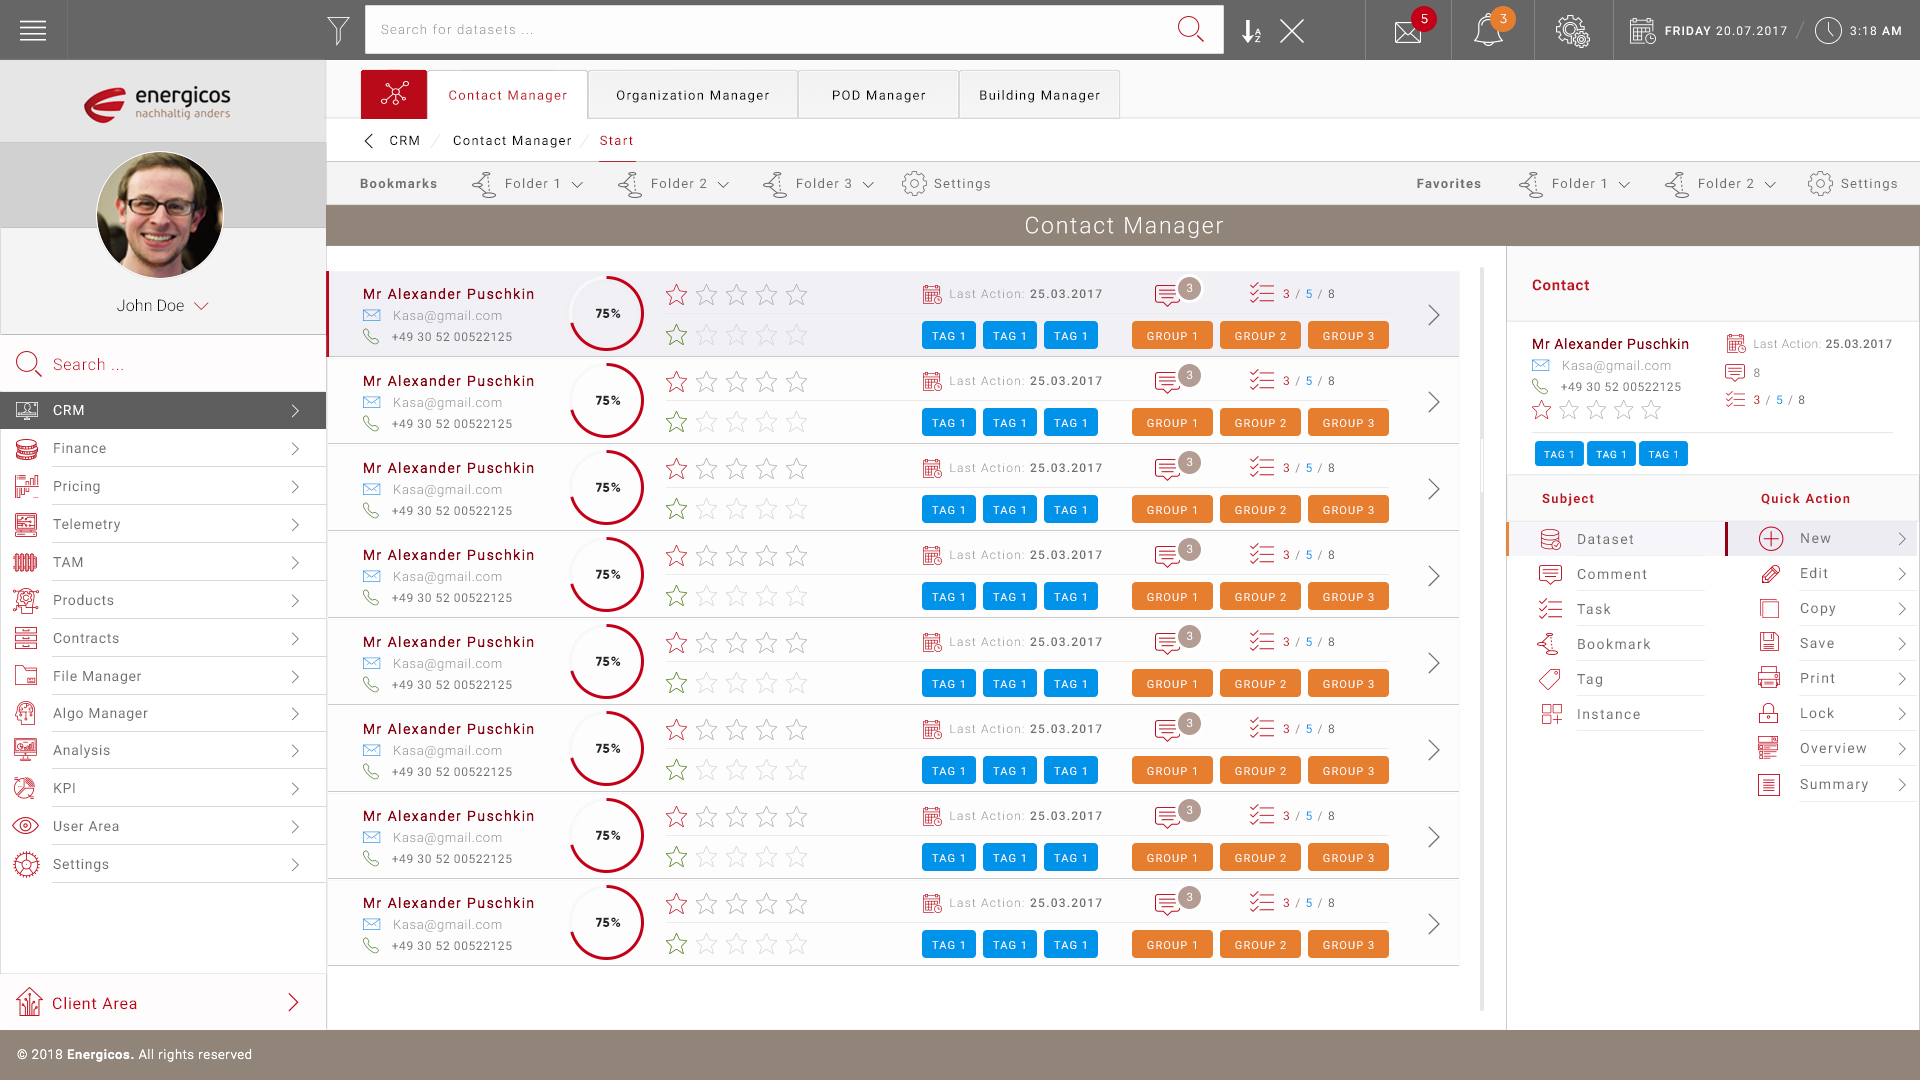 Search for datasets ...
A
Z
5
3
FRIDAY 20.07.2017 / 3:18 AM
energicos
nachhaltig anders
Contact Manager
Organization Manager
POD Manager
Building Manager
CRM / Contact Manager / Start
Bookmarks
Folder 1
Folder 2
Folder 3
Settings
Favorites
Folder 1
Folder 2
Settings
Contact Manager
John Doe
Search ...
CRM
Finance
Pricing
Telemetry
TAM
Products
Contracts
File Manager
Algo Manager
Analysis
KPI
User Area
Settings
Client Area
Mr Alexander Puschkin
Kasa@gmail.com
+49 30 52 00522125
75%
Last Action: 25.03.2017
3
3 / 5 / 8
TAG 1 TAG 1 TAG 1
GROUP 1 GROUP 2 GROUP 3
Mr Alexander Puschkin
Kasa@gmail.com
+49 30 52 00522125
75%
Last Action: 25.03.2017
3
3 / 5 / 8
TAG 1 TAG 1 TAG 1
GROUP 1 GROUP 2 GROUP 3
Mr Alexander Puschkin
Kasa@gmail.com
+49 30 52 00522125
75%
Last Action: 25.03.2017
3
3 / 5 / 8
TAG 1 TAG 1 TAG 1
GROUP 1 GROUP 2 GROUP 3
Mr Alexander Puschkin
Kasa@gmail.com
+49 30 52 00522125
75%
Last Action: 25.03.2017
3
3 / 5 / 8
TAG 1 TAG 1 TAG 1
GROUP 1 GROUP 2 GROUP 3
Mr Alexander Puschkin
Kasa@gmail.com
+49 30 52 00522125
75%
Last Action: 25.03.2017
3
3 / 5 / 8
TAG 1 TAG 1 TAG 1
GROUP 1 GROUP 2 GROUP 3
Mr Alexander Puschkin
Kasa@gmail.com
+49 30 52 00522125
75%
Last Action: 25.03.2017
3
3 / 5 / 8
TAG 1 TAG 1 TAG 1
GROUP 1 GROUP 2 GROUP 3
Mr Alexander Puschkin
Kasa@gmail.com
+49 30 52 00522125
75%
Last Action: 25.03.2017
3
3 / 5 / 8
TAG 1 TAG 1 TAG 1
GROUP 1 GROUP 2 GROUP 3
Mr Alexander Puschkin
Kasa@gmail.com
+49 30 52 00522125
75%
Last Action: 25.03.2017
3
3 / 5 / 8
TAG 1 TAG 1 TAG 1
GROUP 1 GROUP 2 GROUP 3
Contact
Mr Alexander Puschkin
Kasa@gmail.com
+49 30 52 00522125
Last Action: 25.03.2017
8
3 / 5 / 8
TAG 1 TAG 1 TAG 1
Subject
Dataset
Comment
Task
Bookmark
Tag
Instance
Quick Action
New
Edit
Copy
Save
Print
Lock
Overview
Summary
© 2018 Energicos. All rights reserved